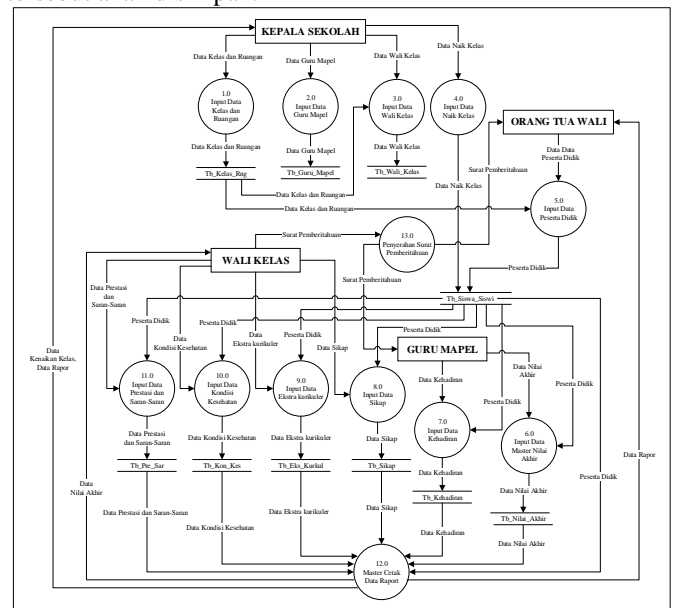 KEPALA SEKOLAH
Data Kelas dan Ruangan
Data Guru Mapel
Data Wali Kelas
Data Naik Kelas
1.0
Input Data
Kelas dan
Ruangan
2.0
Input Data
Guru Mapel
3.0
Input Data
Wali Kelas
4.0
Input Data
Naik Kelas
ORANG TUA WALI
Data Kelas dan Ruangan
Data Guru Mapel
Data Wali Kelas
Surat Pemberitahuan
Data Data
Peserta Didik
Tb_Kelas_Rng
Tb_Guru_Mapel
Tb_Wali_Kelas
Data Naik Kelas
Data Kelas dan Ruangan
Data Kelas dan Ruangan
5.0
Input Data
Peserta Didik
Surat Pemberitahuan
13.0
Penyerahan Surat
Pemberitahuan
WALI KELAS
Surat Pemberitahuan
Peserta Didik
Data Prestasi
dan
Saran-Saran
Tb_Siswa_Siswi
Data
Kenaikan Kelas,
Data Rapor
Peserta Didik
Data
Kondisi Kesehatan
Peserta Didik
Data
Ekstra kurikuler
Peserta Didik
Data Sikap
Peserta Didik
GURU MAPEL
11.0
Input Data
Prestasi dan
Saran-Saran
10.0
Input Data
Kondisi
Kesehatan
9.0
Input Data
Ekstra kurikuler
8.0
Input Data
Sikap
Data Kehadiran
Data Nilai
Akhir
Peserta Didik
Peserta Didik
7.0
Input Data
Kehadiran
6.0
Input Data
Master Nilai
Akhir
Data Prestasi
dan Saran-Saran
Data Kondisi Kesehatan
Data Ekstra kurikuler
Data Sikap
Data Kehadiran
Data Nilai Akhir
Data Rapor
Tb_Pre_Sar
Tb_Kon_Kes
Tb_Eks_Kurkul
Tb_Sikap
Peserta Didik
Data
Nilai Akhir
Tb_Kehadiran
Tb_Nilai_Akhir
Data Prestasi dan Saran-Saran
Data Kondisi Kesehatan
Data Ekstra kurikuler
Data Sikap
Data Kehadiran
Data Nilai Akhir
12.0
Master Cetak
Data Raport